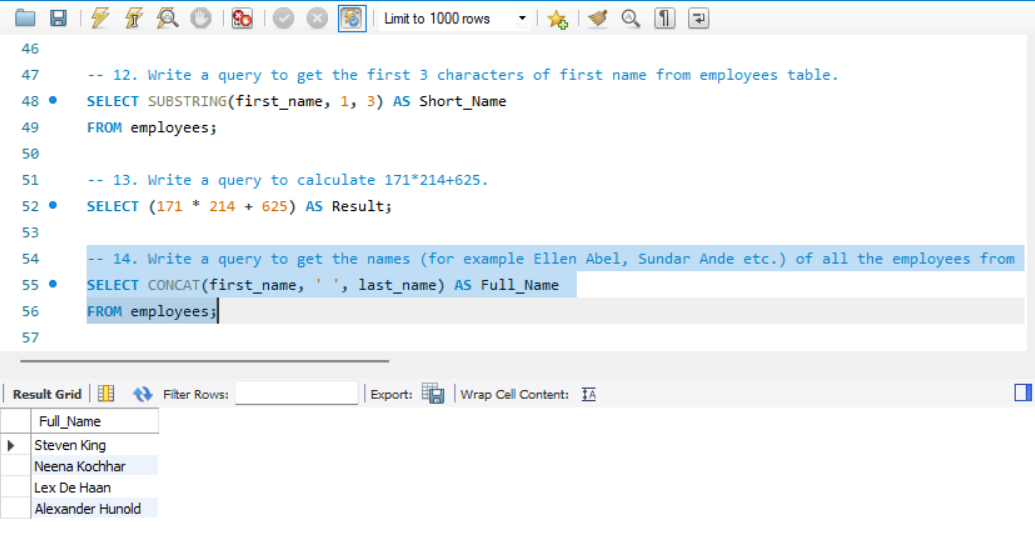 Limit to 1000 rows
46
47 -- 12. Write a query to get the first 3 characters of first name from employees table.
48 SELECT SUBSTRING(first_name, 1, 3) AS Short_Name
49 FROM employees;
50
51 -- 13. Write a query to calculate 171*214+625.
52 SELECT (171 * 214 + 625) AS Result;
53
54 -- 14. Write a query to get the names (for example Ellen Abel, Sundar Ande etc.) of all the employees from
55 SELECT CONCAT(first_name, ' ', last_name) AS Full_Name
56 FROM employees;
57
Result Grid Filter Rows: Export: Wrap Cell Content: IA
Full_Name
Steven King
Neena Kochhar
Lex De Haan
Alexander Hunold